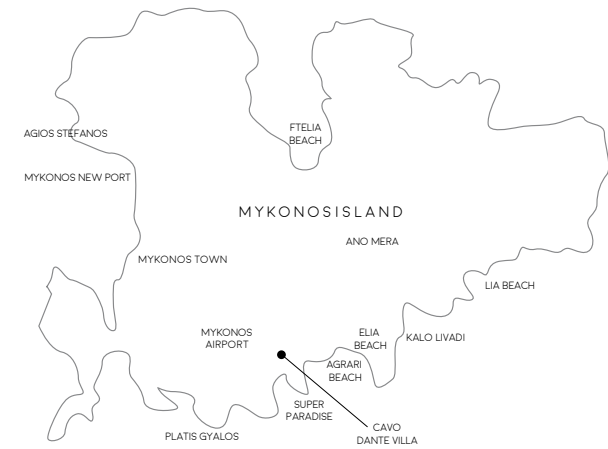 FTELIA
BEACH
AGIOS STEFANOS
MYKONOS NEW PORT
MYKONOSISLAND
ANO MERA
MYKONOS TOWN
LIA BEACH
MYKONOS
AIRPORT
ELIA
BEACH
KALO LIVADI
AGRARI
BEACH
SUPER
PARADISE
CAVO
DANTE VILLA
PLATIS GYALOS